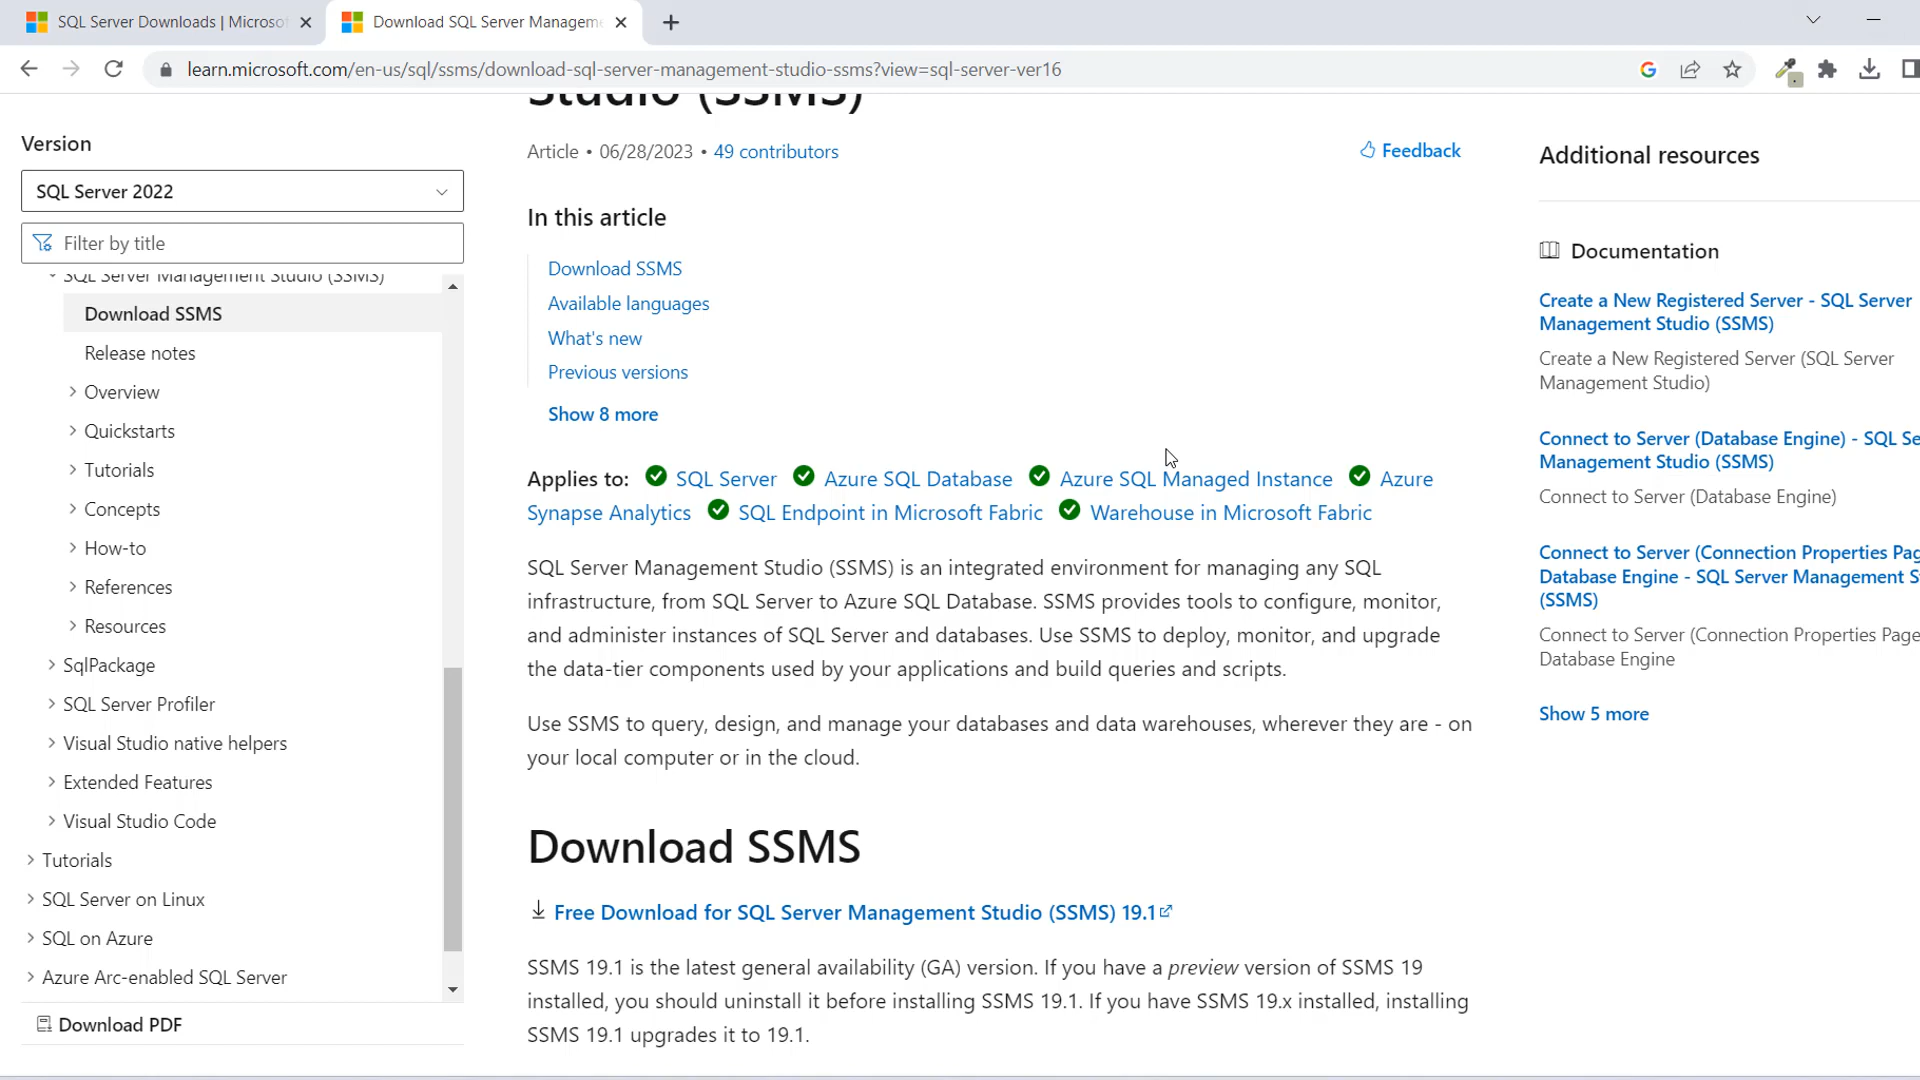 SQL Server Downloads | Microso
Download SQL Server Managem
learn.microsoft.com/en-us/sql/ssms/download-sql-server-management-studio-ssms?view=sql-server-ver16
Version
SQL Server 2022
Filter by title
SQL Server Management Studio (SSMS)
Download SSMS
Release notes
Overview
Quickstarts
Tutorials
Concepts
How-to
References
Resources
SqlPackage
SQL Server Profiler
Visual Studio native helpers
Extended Features
Visual Studio Code
Tutorials
SQL Server on Linux
SQL on Azure
Azure Arc-enabled SQL Server
Download PDF
Studio (SSMS)
Article • 06/28/2023 • 49 contributors
Feedback
In this article
Download SSMS
Available languages
What's new
Previous versions
Show 8 more
Applies to: SQL Server Azure SQL Database Azure SQL Managed Instance Azure
Synapse Analytics SQL Endpoint in Microsoft Fabric Warehouse in Microsoft Fabric
SQL Server Management Studio (SSMS) is an integrated environment for managing any SQL
infrastructure, from SQL Server to Azure SQL Database. SSMS provides tools to configure, monitor,
and administer instances of SQL Server and databases. Use SSMS to deploy, monitor, and upgrade
the data-tier components used by your applications and build queries and scripts.
Use SSMS to query, design, and manage your databases and data warehouses, wherever they are - on
your local computer or in the cloud.
Download SSMS
Free Download for SQL Server Management Studio (SSMS) 19.1
SSMS 19.1 is the latest general availability (GA) version. If you have a preview version of SSMS 19
installed, you should uninstall it before installing SSMS 19.1. If you have SSMS 19.x installed, installing
SSMS 19.1 upgrades it to 19.1.
Additional resources
Documentation
Create a New Registered Server - SQL Server
Management Studio (SSMS)
Create a New Registered Server (SQL Server
Management Studio)
Connect to Server (Database Engine) - SQL Se
Management Studio (SSMS)
Connect to Server (Database Engine)
Connect to Server (Connection Properties Pag
Database Engine - SQL Server Management S
(SSMS)
Connect to Server (Connection Properties Page
Database Engine
Show 5 more